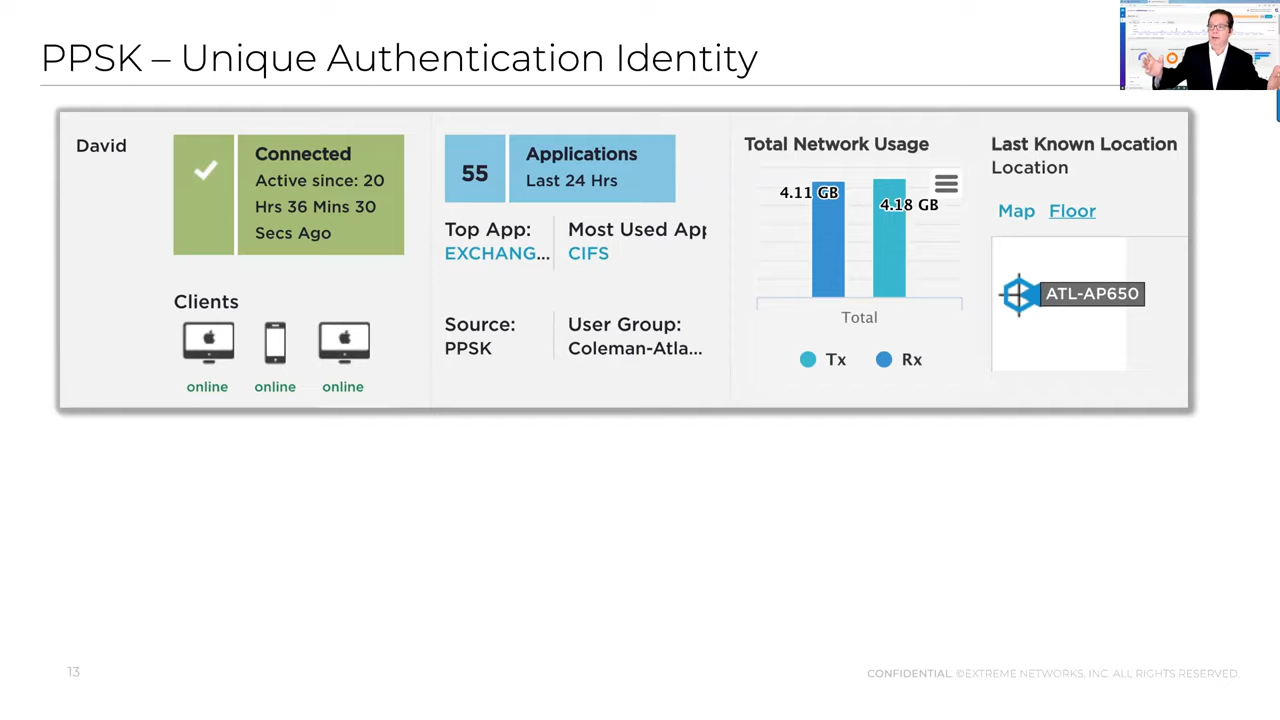 PPSK – Unique Authentication Identity
David
Connected
Active since: 20
Hrs 36 Mins 30
Secs Ago
Clients
online
online
online
55
Applications
Last 24 Hrs
Top App:
EXCHANG...
Most Used App
CIFS
Source:
PPSK
User Group:
Coleman-Atla...
Total Network Usage
4.11 GB
4.18 GB
Total
Tx
Rx
Last Known Location
Location
Map Floor
ATL-AP650
13
CONFIDENTIAL. ©EXTREME NETWORKS, INC. ALL RIGHTS RESERVED.